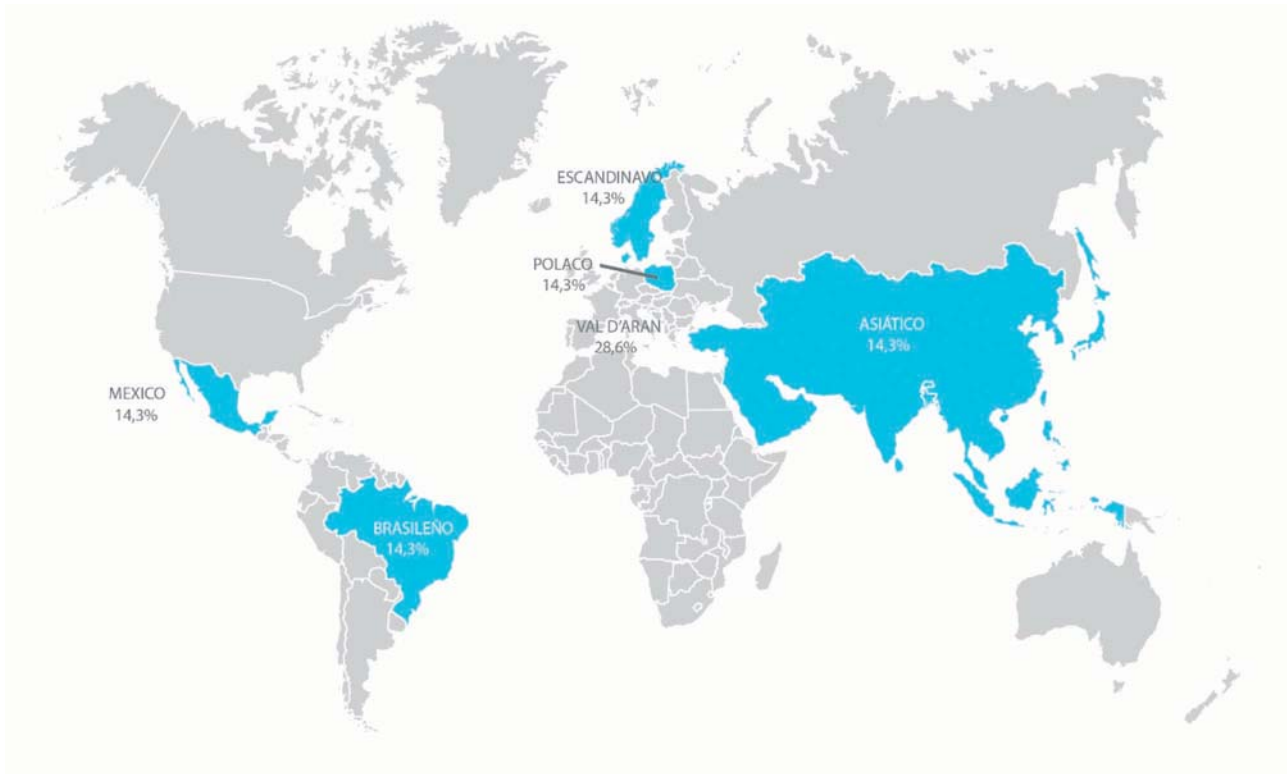 ESCANDINAVO
14,3%
POLACO
14,3%
VAL D'ARAN
28,6%
ASIÁTICO
14,3%
MEXICO
14,3%
BRASILEÑO
14,3%